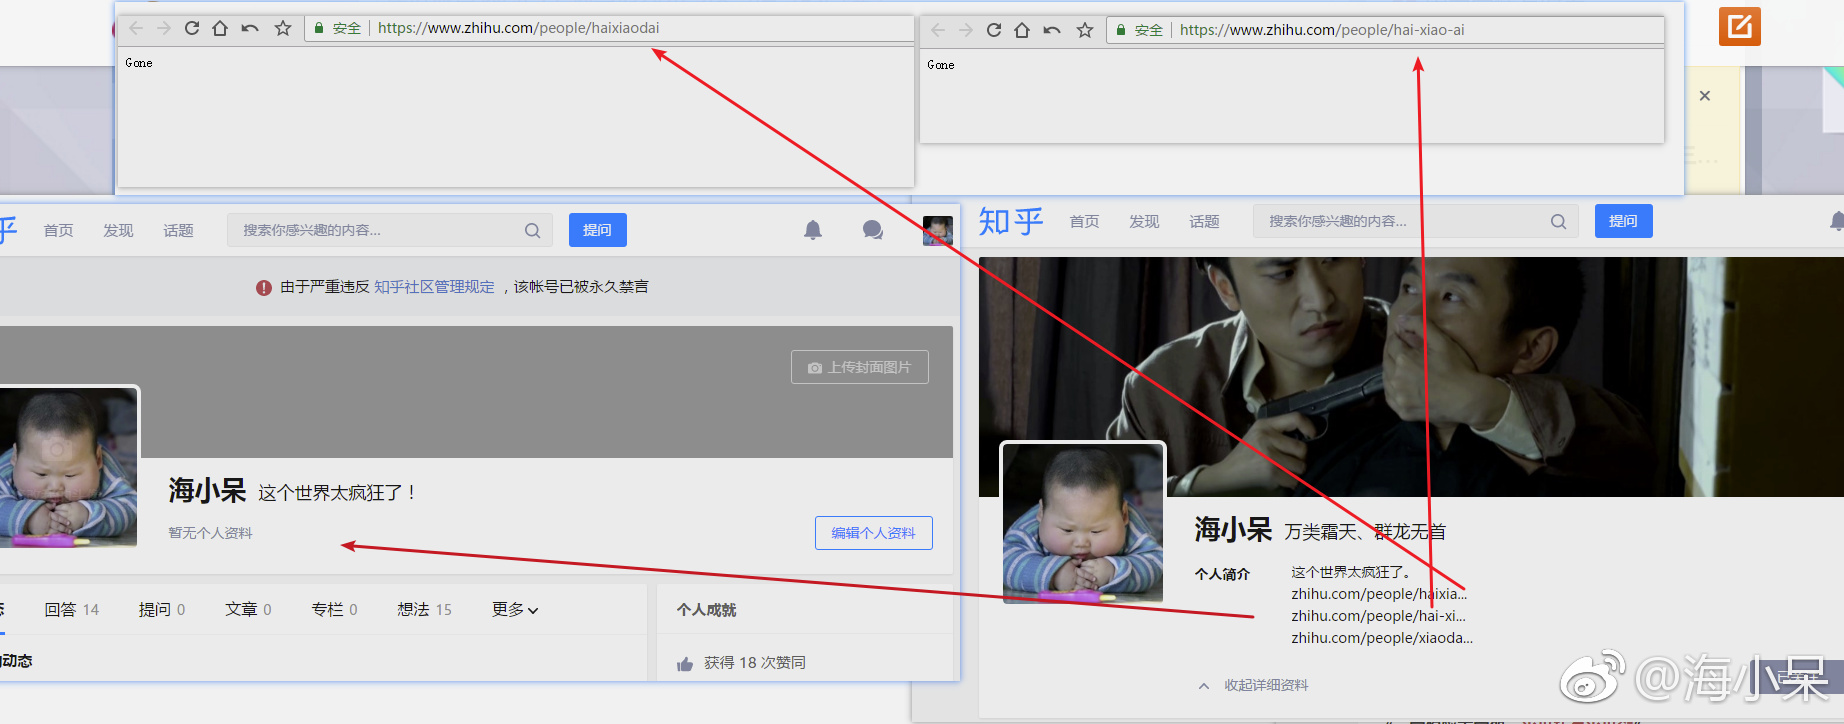 安全 https://www.zhihu.com/people/haixiaodai
Gone
安全 https://www.zhihu.com/people/hai-xiao-ai
Gone
乎 首页 发现 话题 搜索你感兴趣的内容... 提问
由于严重违反 知乎社区管理规定 ，该帐号已被永久禁言
上传封面图片
海小呆 这个世界太疯狂了！
暂无个人资料
编辑个人资料
回答 14 提问 0 文章 0 专栏 0 想法 15 更多
动态
个人成就
获得 18 次赞同
知乎 首页 发现 话题 搜索你感兴趣的内容... 提问
海小呆 万类霜天、群龙无首
个人简介 这个世界太疯狂了。
zhihu.com/people/haixia...
zhihu.com/people/hai-xi...
zhihu.com/people/xiaoda...
收起详细资料
@海小呆